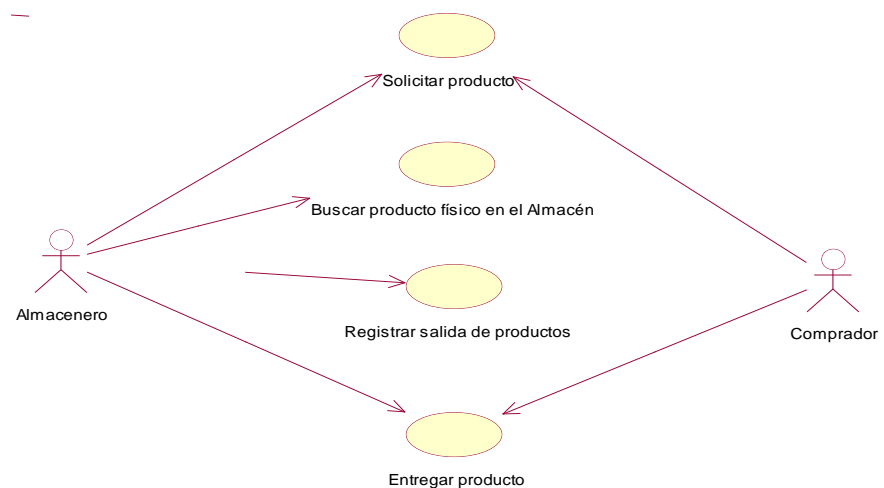 Solicitar producto
Buscar producto físico en el Almacén
Almacenero
Registrar salida de productos
Comprador
Entregar producto